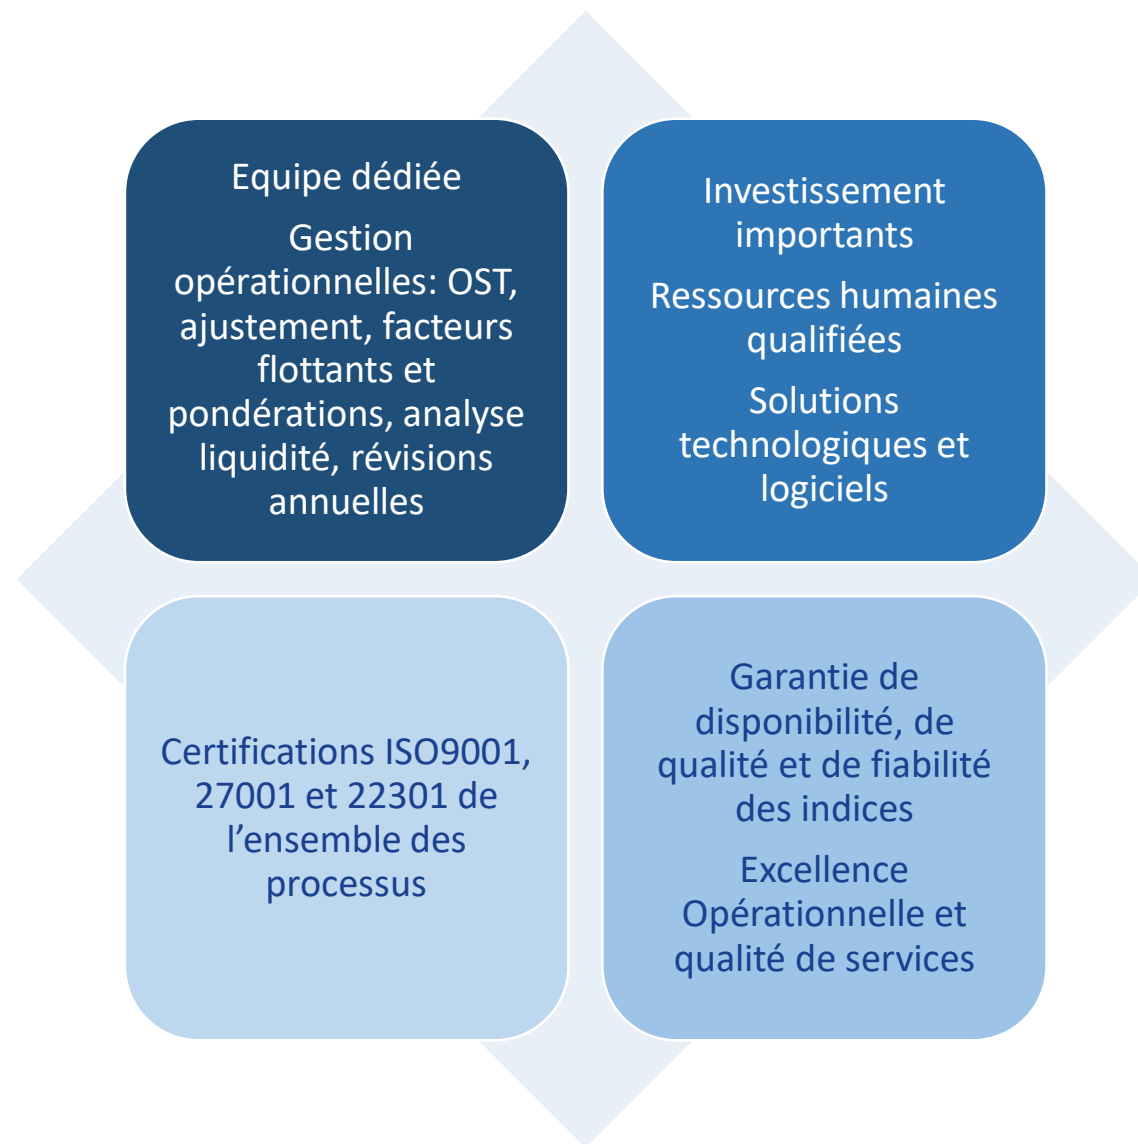 Equipe dédiée
Gestion
opérationnelles: OST,
ajustement, facteurs
flottants et
pondérations, analyse
liquidité, révisions
annuelles
Investissement
importants
Ressources humaines
qualifiées
Solutions
technologiques et
logiciels
Certifications ISO9001,
27001 et 22301 de
l’ensemble des
processus
Garantie de
disponibilité, de
qualité et de fiabilité
des indices
Excellence
Opérationnelle et
qualité de services